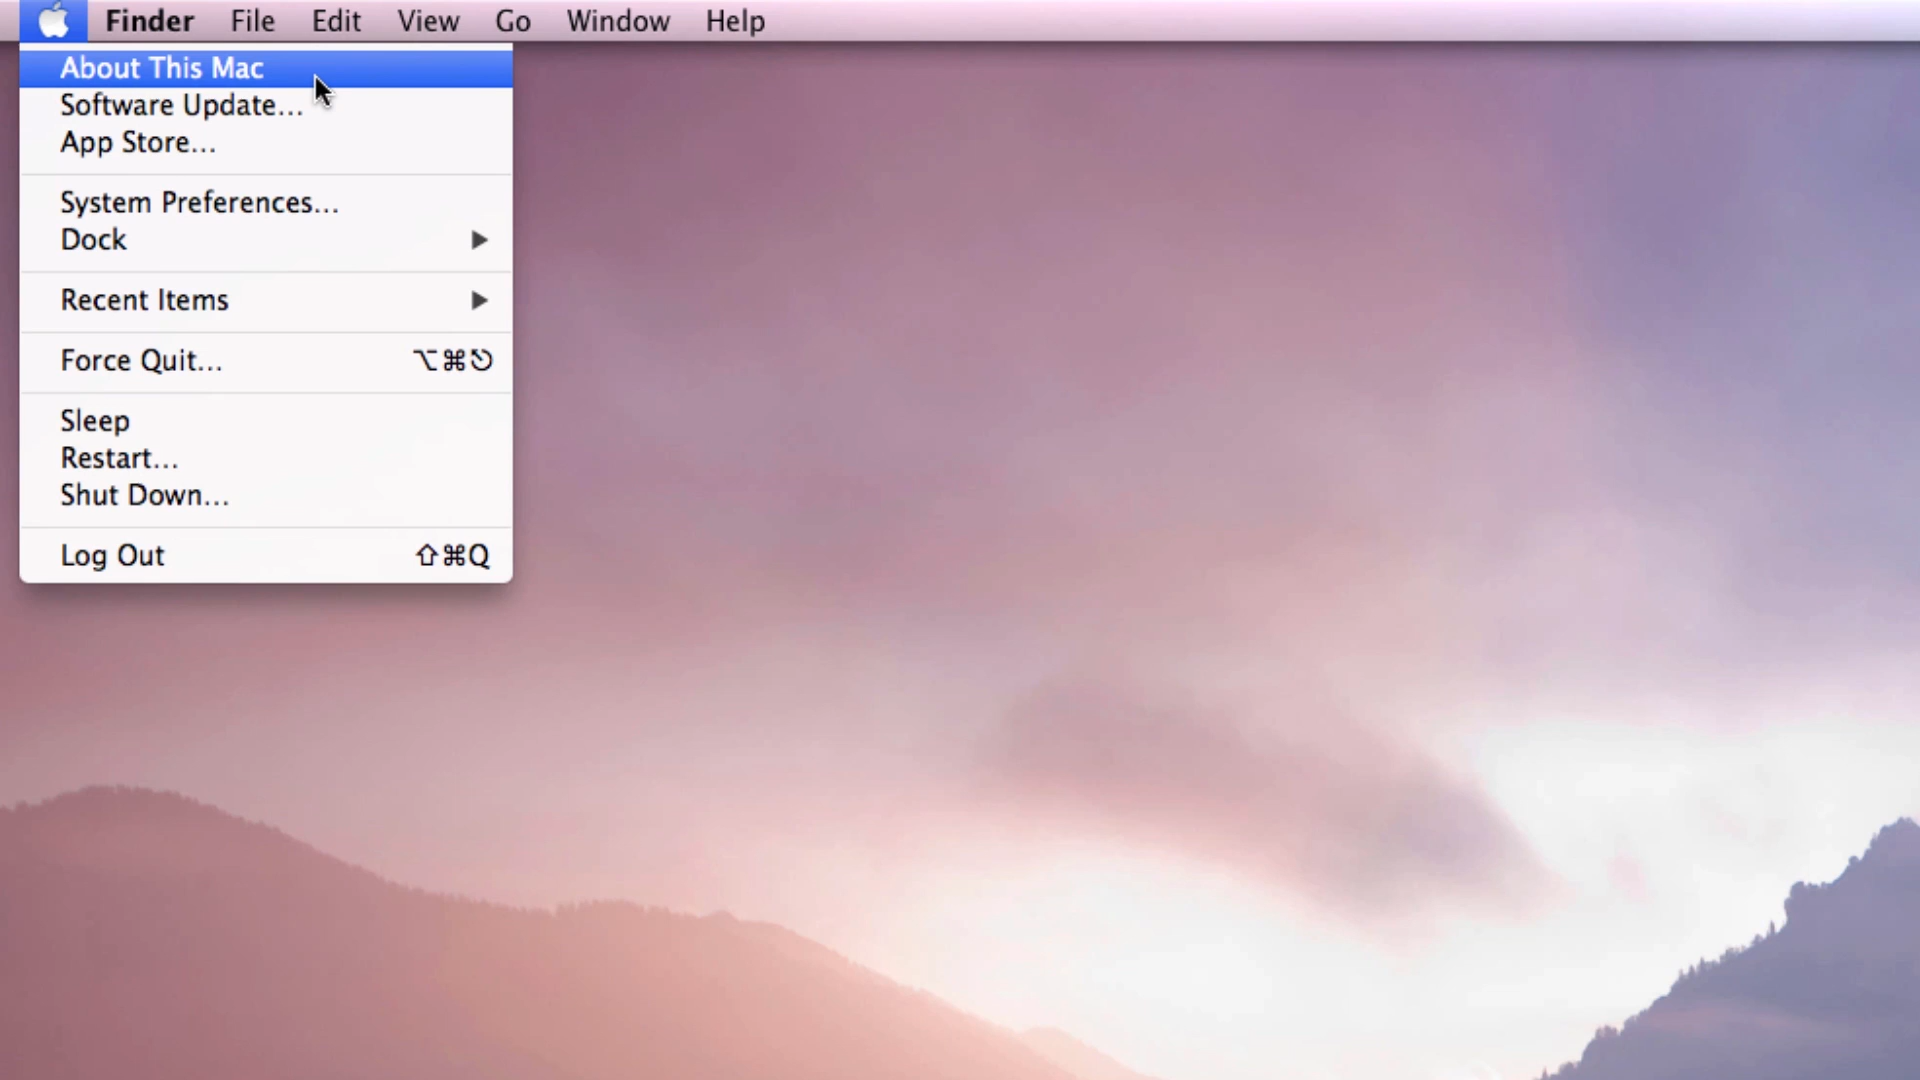 Finder File Edit View Go Window Help
About This Mac
Software Update...
App Store...
System Preferences...
Dock ▶
Recent Items ▶
Force Quit... ⌥⌘⎋
Sleep
Restart...
Shut Down...
Log Out ⇧⌘Q